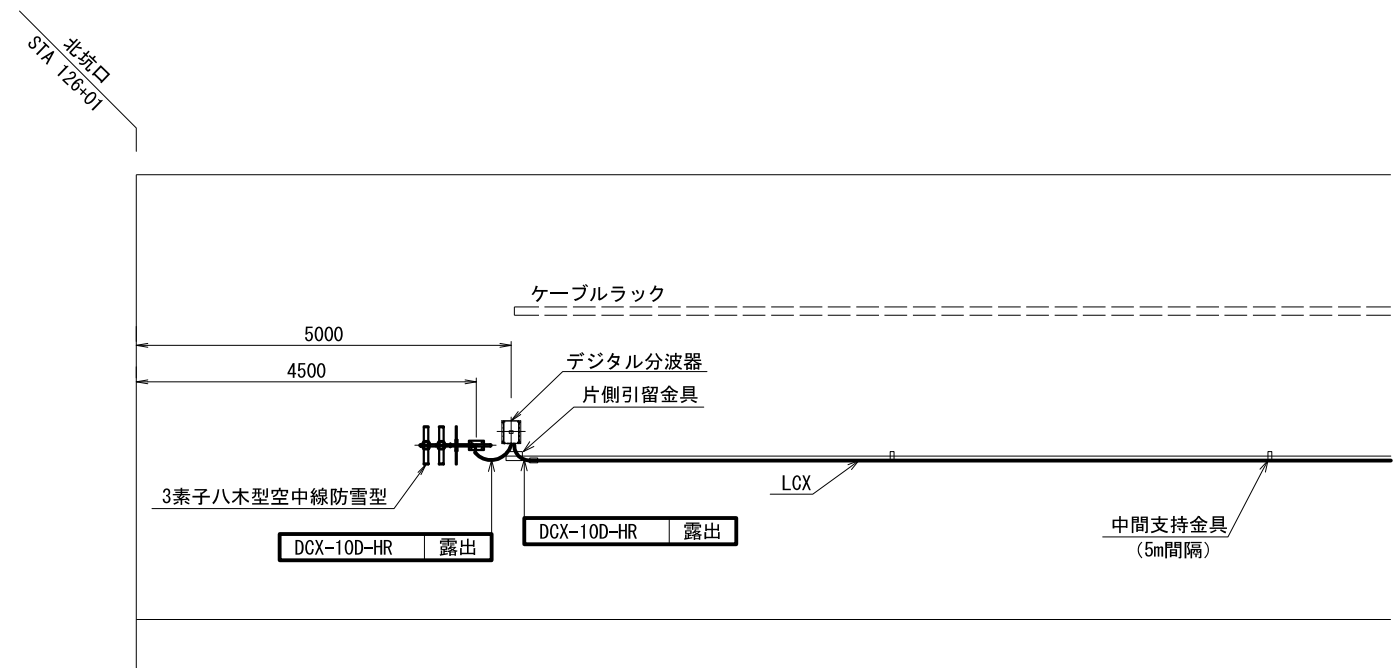 北坑口
STA 126+01
ケーブルラック
5000
デジタル分波器
4500
片側引留金具
LCX
3素子八木型空中線防雪型
中間支持金具
(5m間隔)
DCX-10D-HR 露出
DCX-10D-HR 露出